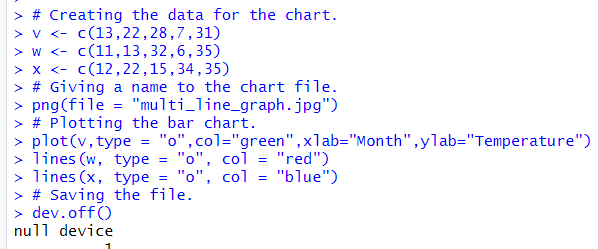 > # Creating the data for the chart.
> v <- c(13,22,28,7,31)
> w <- c(11,13,32,6,35)
> x <- c(12,22,15,34,35)
> # Giving a name to the chart file.
> png(file = "multi_line_graph.jpg")
> # Plotting the bar chart.
> plot(v,type = "o",col="green",xlab="Month",ylab="Temperature")
> lines(w, type = "o", col = "red")
> lines(x, type = "o", col = "blue")
> # Saving the file.
> dev.off()
null device
1